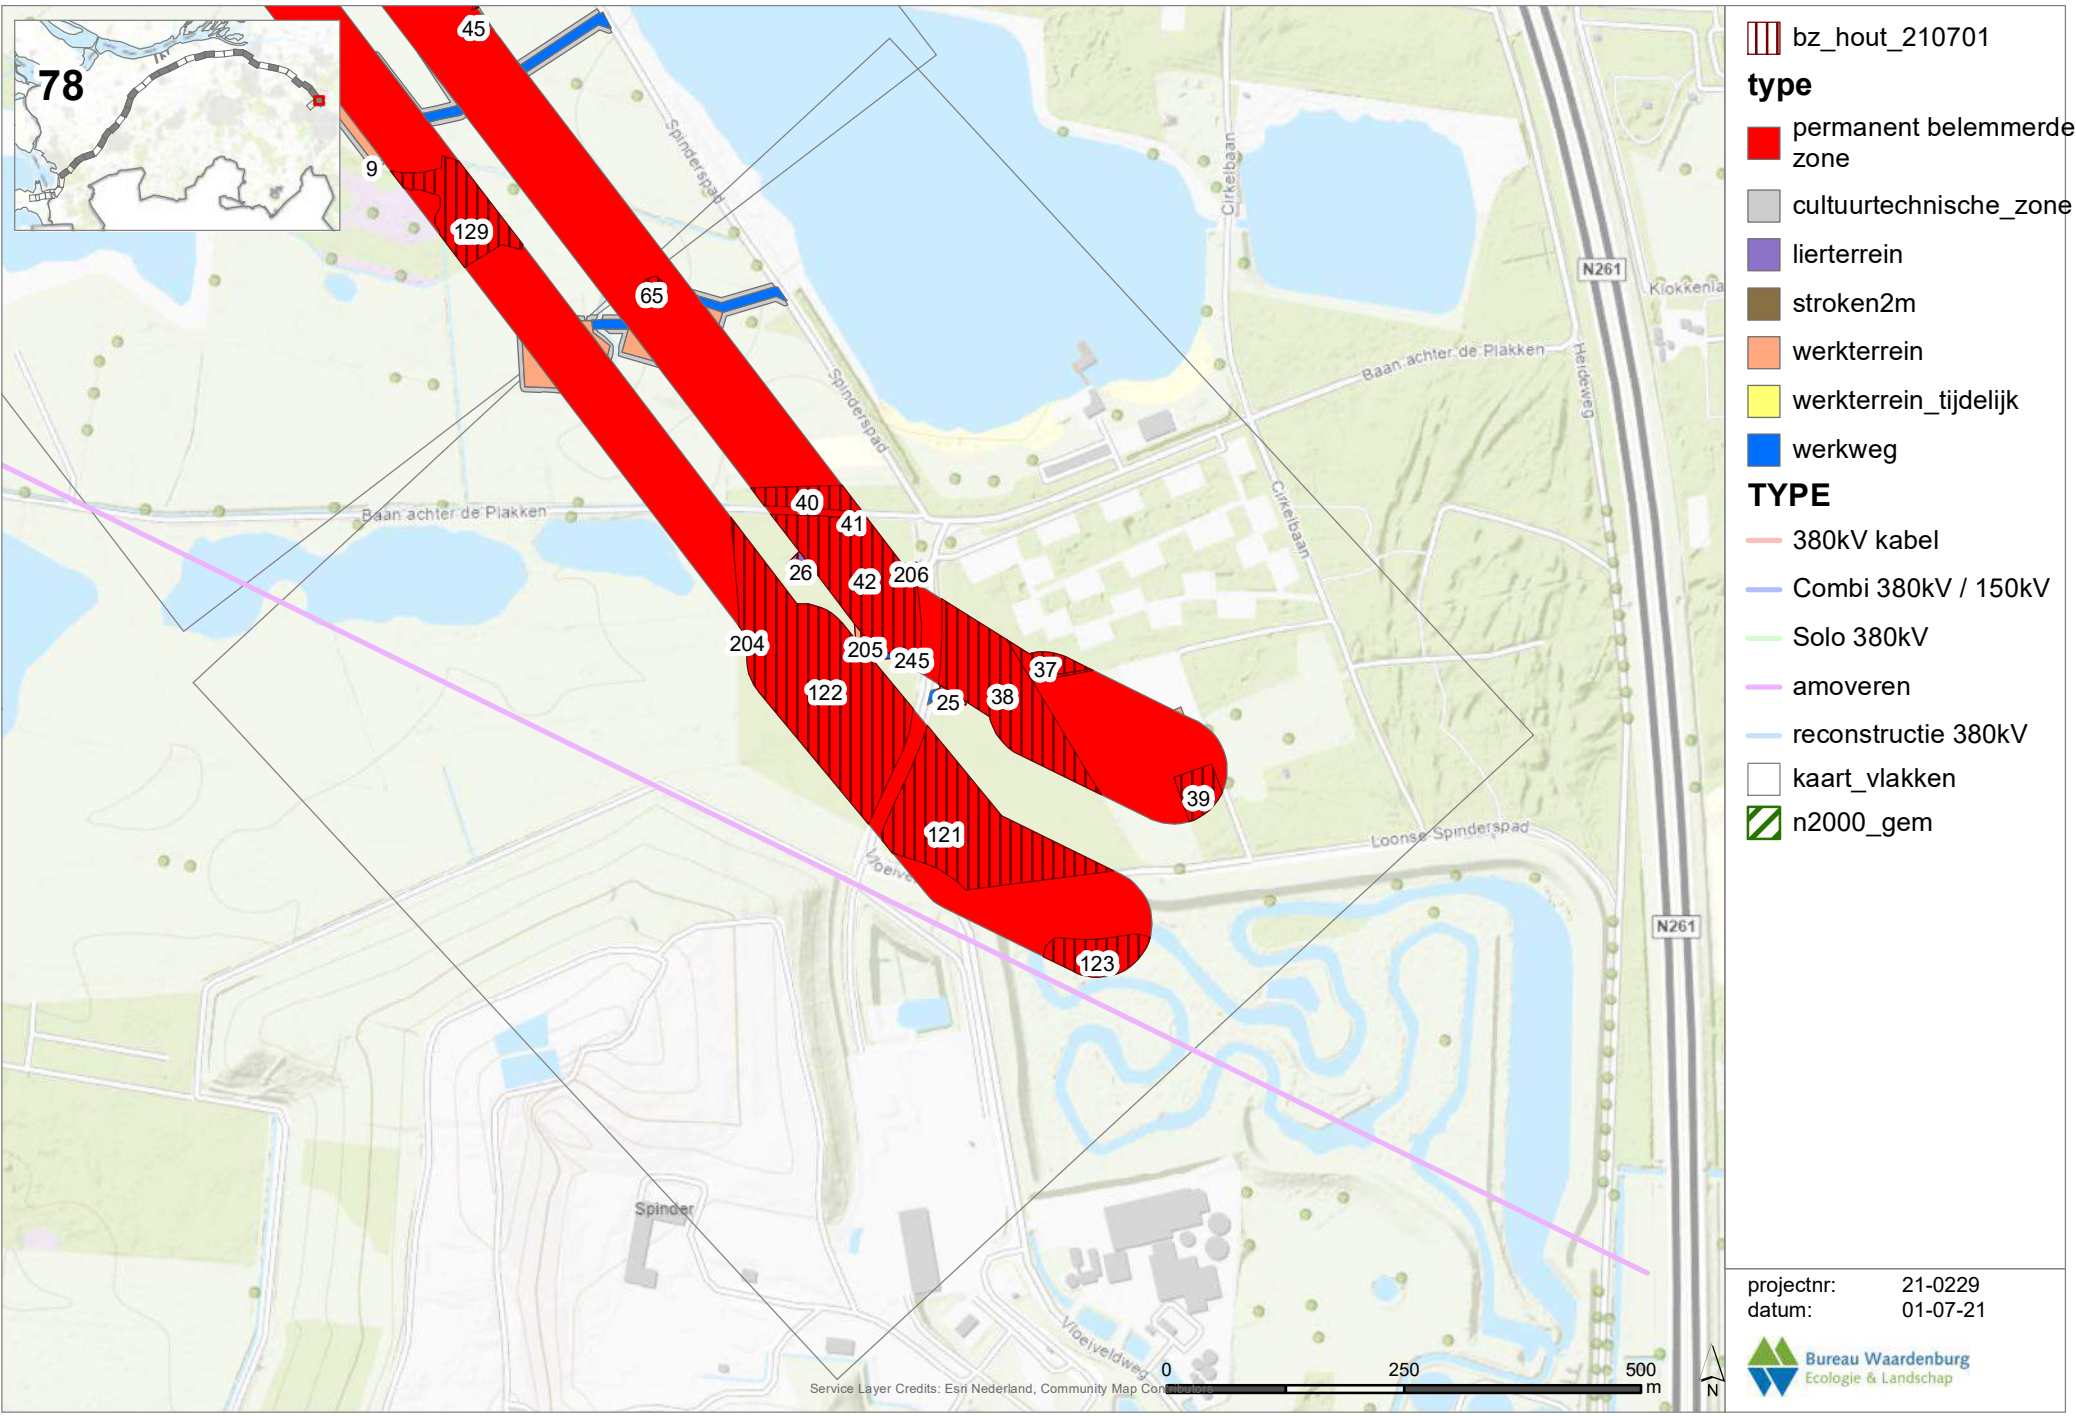 78
45
9
129
65
40
41
26
42
206
204
205
245
122
25
38
37
39
121
123
Spinderspad
Spinderspad
Cirkelbaan
Cirkelbaan
N261
Heideweg
Baan achter de Plakken
Baan achter de Plakken
Loonse Spinderspad
N261
Spinder
Vloeiveldweg
0 250 500
m
N
Service Layer Credits: Esri Nederland, Community Map Contributors
bz_hout_210701
type
permanent belemmerde
zone
cultuurtechnische_zone
lierterrein
stroken2m
werkterrein
werkterrein_tijdelijk
werkweg
TYPE
380kV kabel
Combi 380kV / 150kV
Solo 380kV
amoveren
reconstructie 380kV
kaart_vlakken
n2000_gem
projectnr: 21-0229
datum: 01-07-21
Bureau Waardenburg
Ecologie & Landschap